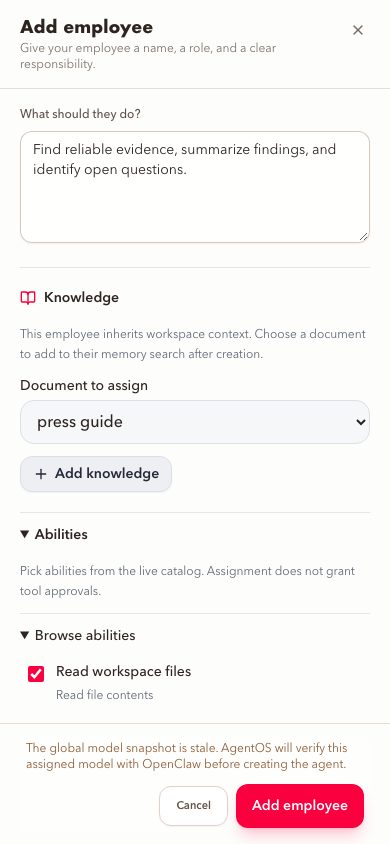 Add employee
Give your employee a name, a role, and a clear
responsibility.
What should they do?
Find reliable evidence, summarize findings, and
identify open questions.
Knowledge
This employee inherits workspace context. Choose a document
to add to their memory search after creation.
Document to assign
press guide
Add knowledge
Abilities
Pick abilities from the live catalog. Assignment does not grant
tool approvals.
Browse abilities
Read workspace files
Read file contents
The global model snapshot is stale. AgentOS will verify this
assigned model with OpenClaw before creating the agent.
Cancel
Add employee